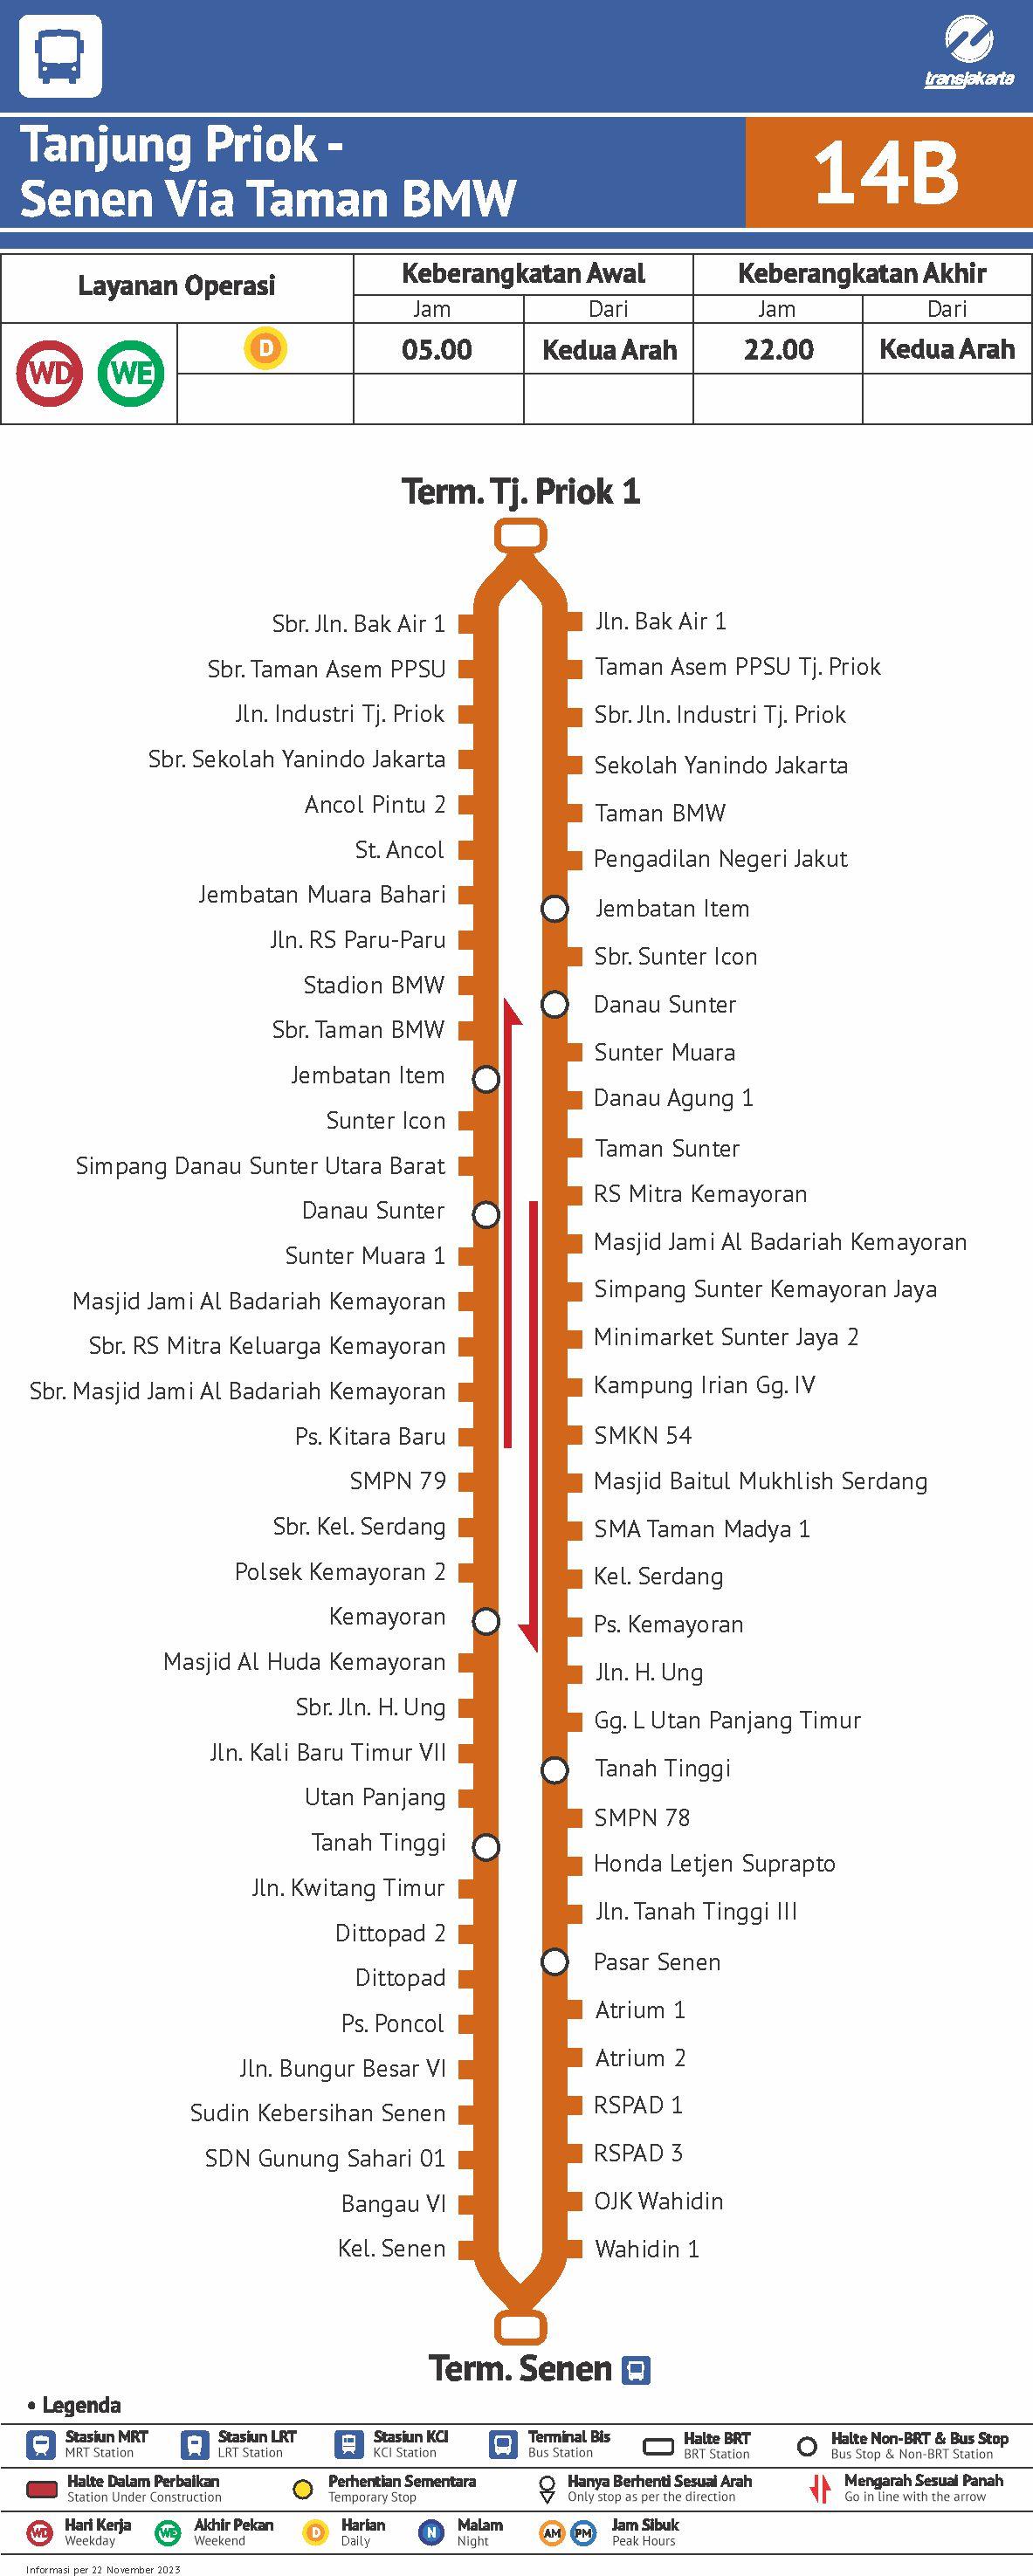 transjakarta
Tanjung Priok -
Senen Via Taman BMW
14B
Layanan Operasi
Keberangkatan Awal
Keberangkatan Akhir
Jam
Dari
Jam
Dari
WD
WE
D
05.00
Kedua Arah
22.00
Kedua Arah
Term. Tj. Priok 1
Sbr. Jln. Bak Air 1
Sbr. Taman Asem PPSU
Jln. Industri Tj. Priok
Sbr. Sekolah Yanindo Jakarta
Ancol Pintu 2
St. Ancol
Jembatan Muara Bahari
Jln. RS Paru-Paru
Stadion BMW
Sbr. Taman BMW
Jembatan Item
Sunter Icon
Simpang Danau Sunter Utara Barat
Danau Sunter
Sunter Muara 1
Masjid Jami Al Badariah Kemayoran
Sbr. RS Mitra Keluarga Kemayoran
Sbr. Masjid Jami Al Badariah Kemayoran
Ps. Kitara Baru
SMPN 79
Sbr. Kel. Serdang
Polsek Kemayoran 2
Kemayoran
Masjid Al Huda Kemayoran
Sbr. Jln. H. Ung
Jln. Kali Baru Timur VII
Utan Panjang
Tanah Tinggi
Jln. Kwitang Timur
Dittopad 2
Dittopad
Ps. Poncol
Jln. Bungur Besar VI
Sudin Kebersihan Senen
SDN Gunung Sahari 01
Bangau VI
Kel. Senen
Jln. Bak Air 1
Taman Asem PPSU Tj. Priok
Sbr. Jln. Industri Tj. Priok
Sekolah Yanindo Jakarta
Taman BMW
Pengadilan Negeri Jakut
Jembatan Item
Sbr. Sunter Icon
Danau Sunter
Sunter Muara
Danau Agung 1
Taman Sunter
RS Mitra Kemayoran
Masjid Jami Al Badariah Kemayoran
Simpang Sunter Kemayoran Jaya
Minimarket Sunter Jaya 2
Kampung Irian Gg. IV
SMKN 54
Masjid Baitul Mukhlish Serdang
SMA Taman Madya 1
Kel. Serdang
Ps. Kemayoran
Jln. H. Ung
Gg. L Utan Panjang Timur
Tanah Tinggi
SMPN 78
Honda Letjen Suprapto
Jln. Tanah Tinggi III
Pasar Senen
Atrium 1
Atrium 2
RSPAD 1
RSPAD 3
OJK Wahidin
Wahidin 1
Term. Senen
• Legenda
Stasiun MRT
MRT Station
Stasiun LRT
LRT Station
Stasiun KCI
KCI Station
Terminal Bis
Bus Station
Halte BRT
BRT Station
Halte Non-BRT & Bus Stop
Bus Stop & Non-BRT Station
Halte Dalam Perbaikan
Station Under Construction
Perhentian Sementara
Temporary Stop
Hanya Berhenti Sesuai Arah
Only stop as per the direction
Mengarah Sesuai Panah
Go in line with the arrow
WD
Hari Kerja
Weekday
WE
Akhir Pekan
Weekend
D
Harian
Daily
N
Malam
Night
AM
PM
Jam Sibuk
Peak Hours
Informasi per 22 November 2023